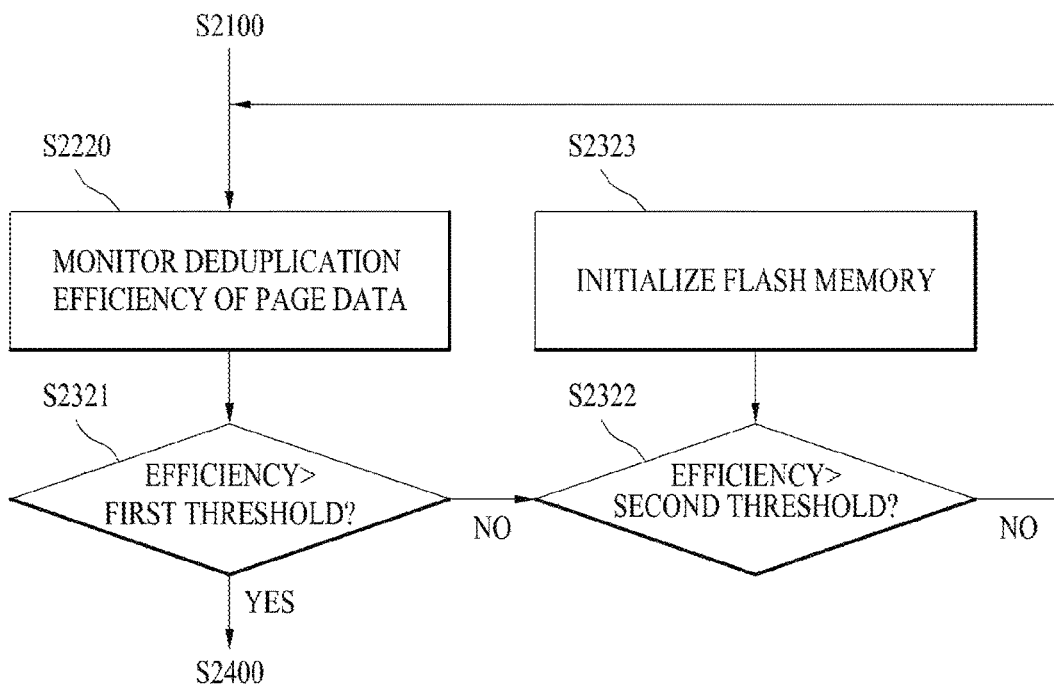 S2100
S2220
MONITOR DEDUPLICATION
EFFICIENCY OF PAGE DATA
S2323
INITIALIZE FLASH MEMORY
S2321
EFFICIENCY>
FIRST THRESHOLD?
NO
S2322
EFFICIENCY>
SECOND THRESHOLD?
NO
YES
S2400